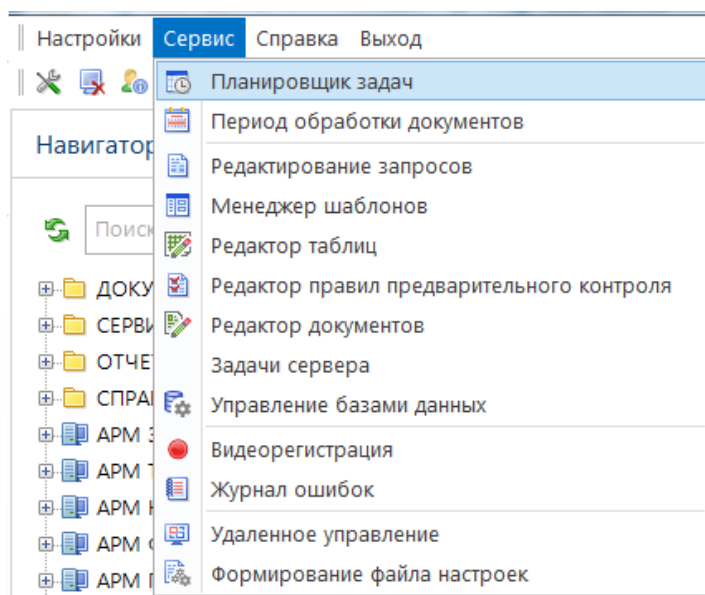 Настройки Сервис Справка Выход
Планировщик задач
Период обработки документов
Навигатор
Редактирование запросов
Менеджер шаблонов
Поиск
Редактор таблиц
ДОКУ
Редактор правил предварительного контроля
СЕРВИ
Редактор документов
ОТЧЕ
Задачи сервера
СПРА
Управление базами данных
АРМ
Видеорегистрация
АРМ
Журнал ошибок
АРМ
АРМ
Удаленное управление
АРМ
Формирование файла настроек